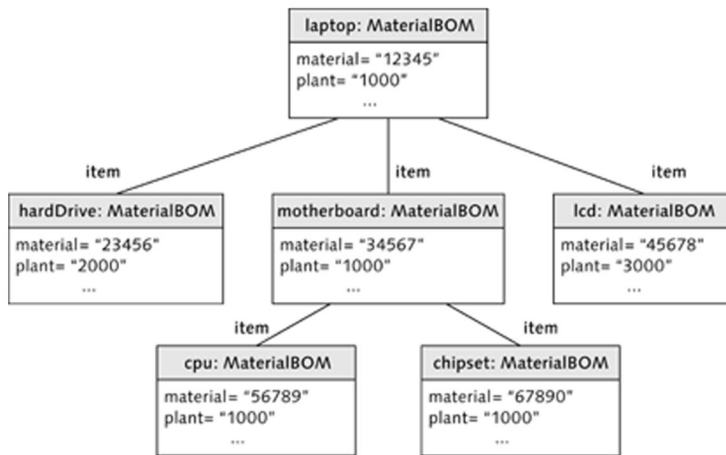 laptop: MaterialBOM
material= “12345”
plant= “1000”
...
item
item
item
hardDrive: MaterialBOM
material= “23456”
plant= “2000”
...
motherboard: MaterialBOM
material= “34567”
plant= “1000”
...
lcd: MaterialBOM
material= “45678”
plant= “3000”
...
item
item
cpu: MaterialBOM
material= “56789”
plant= “1000”
...
chipset: MaterialBOM
material= “67890”
plant= “1000”
...